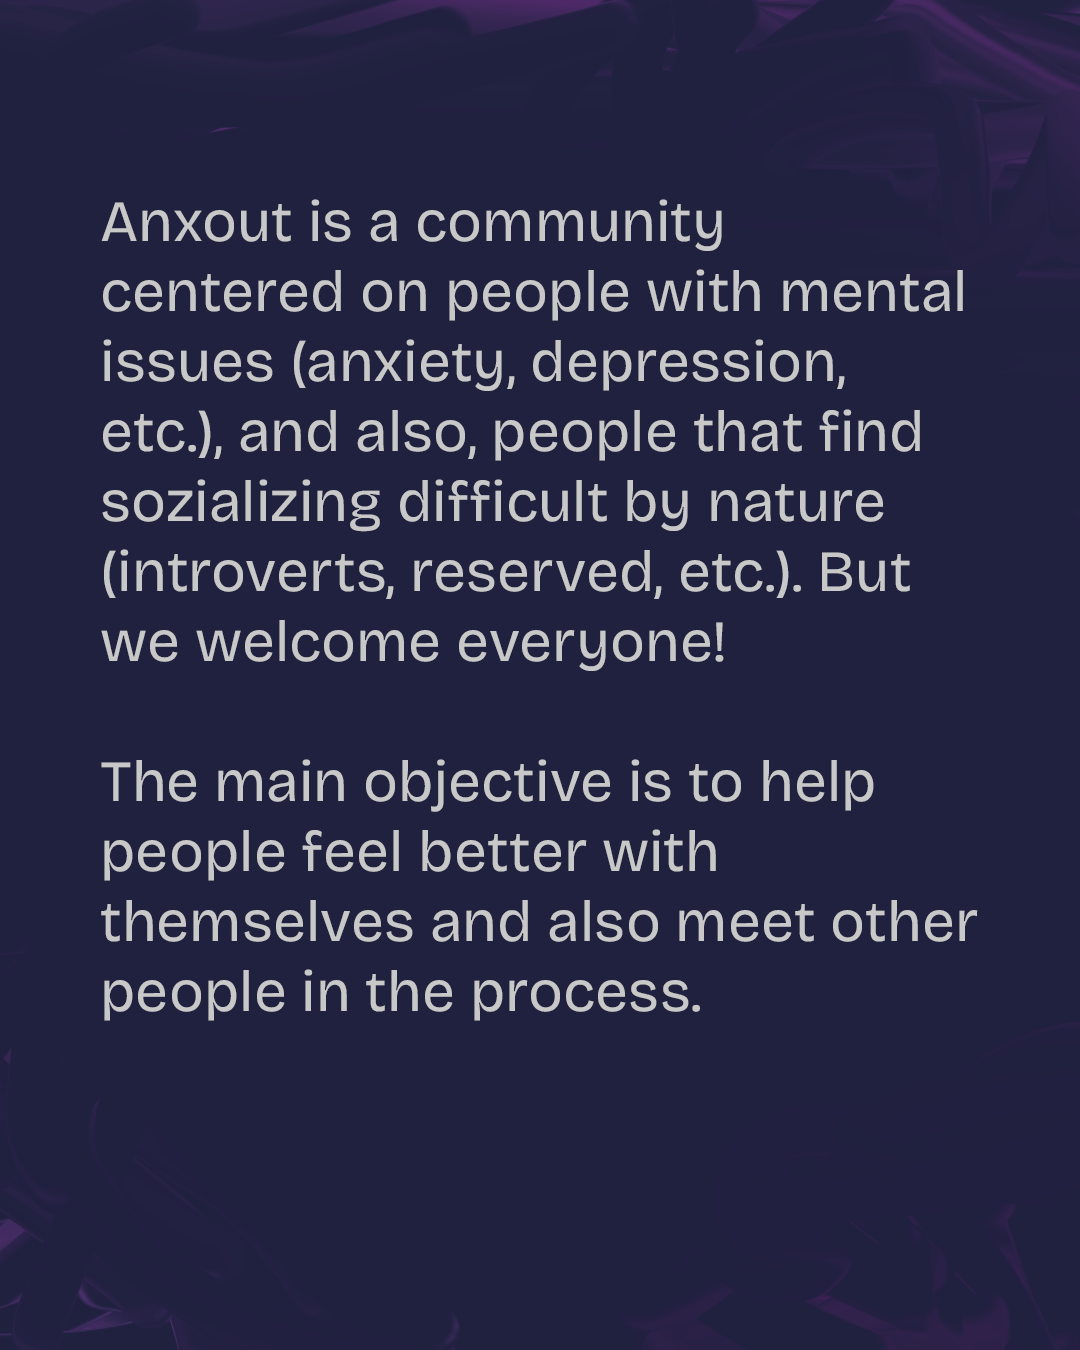 Anxout is a community
centered on people with mental
issues (anxiety, depression,
etc.), and also, people that find
sozializing difficult by nature
(introverts, reserved, etc.). But
we welcome everyone!
The main objective is to help
people feel better with
themselves and also meet other
people in the process.